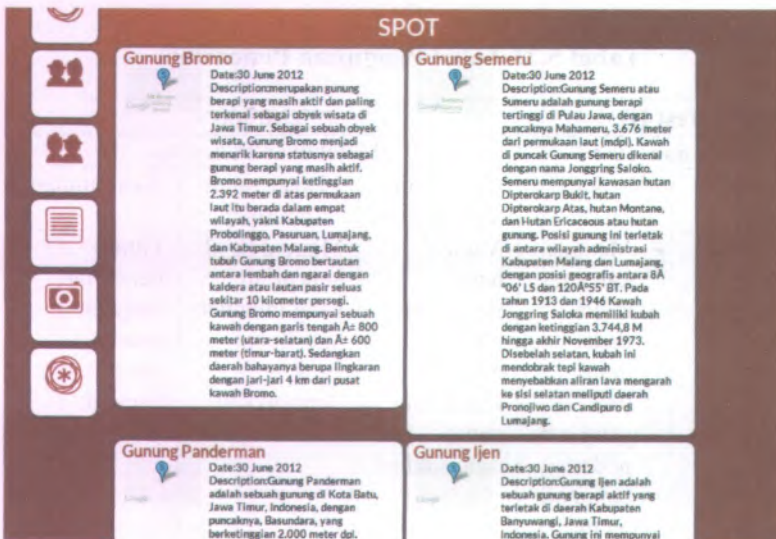 SPOT
Gunung Bromo
Date:30 June 2012
Description:merupakan gunung
berapi yang masih aktif dan paling
terkenal sebagai obyek wisata di
Jawa Timur. Sebagai sebuah obyek
wisata, Gunung Bromo menjadi
menarik karena statusnya sebagai
gunung berapi yang masih aktif.
Bromo mempunyai ketinggian
2.392 meter di atas permukaan
laut itu berada dalam empat
wilayah, yakni Kabupaten
Probolinggo, Pasuruan, Lumajang,
dan Kabupaten Malang. Bentuk
tubuh Gunung Bromo bertautan
antara lembah dan ngarai dengan
kaldera atau lautan pasir seluas
sekitar 10 kilometer persegi.
Gunung Bromo mempunyai sebuah
kawah dengan garis tengah Â± 800
meter (utara-selatan) dan Â± 600
meter (timur-barat). Sedangkan
daerah bahayanya berupa lingkaran
dengan jari-jari 4 km dari pusat
kawah Bromo.
Gunung Semeru
Date:30 June 2012
Description:Gunung Semeru atau
Sumeru adalah gunung berapi
tertinggi di Pulau Jawa, dengan
puncaknya Mahameru, 3.676 meter
dari permukaan laut (mdpl). Kawah
di puncak Gunung Semeru dikenal
dengan nama Jonggring Saloko.
Semeru mempunyai kawasan hutan
Dipterokarp Bukit, hutan
Dipterokarp Atas, hutan Montane,
dan Hutan Ericaceous atau hutan
gunung. Posisi gunung ini terletak
di antara wilayah administrasi
Kabupaten Malang dan Lumajang,
dengan posisi geografis antara 8Â
°06' LS dan 120Â°55' BT. Pada
tahun 1913 dan 1946 Kawah
Jonggring Saloka memiliki kubah
dengan ketinggian 3.744,8 M
hingga akhir November 1973.
Disebelah selatan, kubah ini
mendobrak tepi kawah
menyebabkan aliran lava mengarah
ke sisi selatan meliputi daerah
Pronojiwo dan Candipuro di
Lumajang.
Gunung Panderman
Date:30 June 2012
Description:Gunung Panderman
adalah sebuah gunung di Kota Batu,
Jawa Timur, Indonesia, dengan
puncaknya, Basundara, yang
berketinggian 2.000 meter dpl.
Gunung Ijen
Date:30 June 2012
Description:Gunung Ijen adalah
sebuah gunung berapi aktif yang
terletak di daerah Kabupaten
Banyuwangi, Jawa Timur,
Indonesia. Gunung ini mempunyai